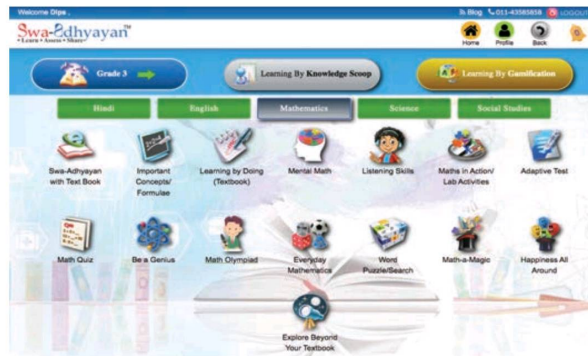 Welcome Dips ,
Blog 011-43585858 LOGOUT
Swa-Adhyayan™
• Learn • Assess • Share
Home Profile Back
Grade 3
Learning By Knowledge Scoop
Learning By Gamification
Hindi English Mathematics Science Social Studies
Swa-Adhyayan with Text Book
Important Concepts/ Formulae
Learning by Doing (Textbook)
Mental Math
Listening Skills
Maths in Action/ Lab Activities
Adaptive Test
Math Quiz
Be a Genius
Math Olympiad
Everyday Mathematics
Word Puzzle/Search
Math-a-Magic
Happiness All Around
Explore Beyond Your Textbook